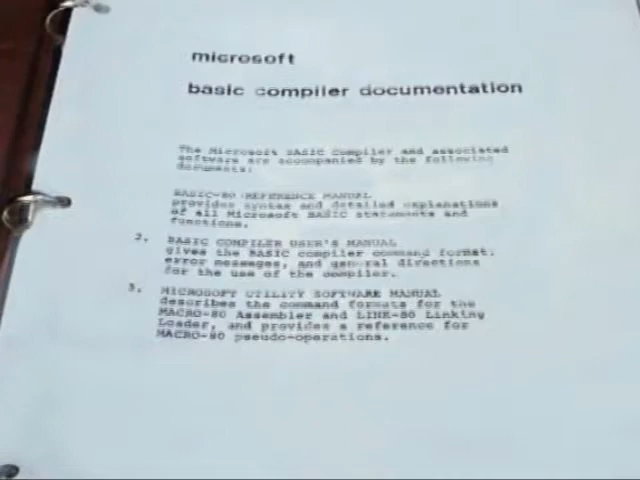 microsoft
basic compiler documentation
The Microsoft BASIC compiler and associated
software are accompanied by the following
documents:
BASIC-80 REFERENCE MANUAL
provides syntax and detailed explanations
of all Microsoft BASIC statements and
functions.
2. BASIC COMPILER USER'S MANUAL
gives the BASIC compiler command format,
error messages, and general directions
for the use of the compiler.
3. MICROSOFT UTILITY SOFTWARE MANUAL
describes the command formats for the
MACRO-80 Assembler and LINK-80 Linking
Loader, and provides a reference for
MACRO-80 pseudo-operations.